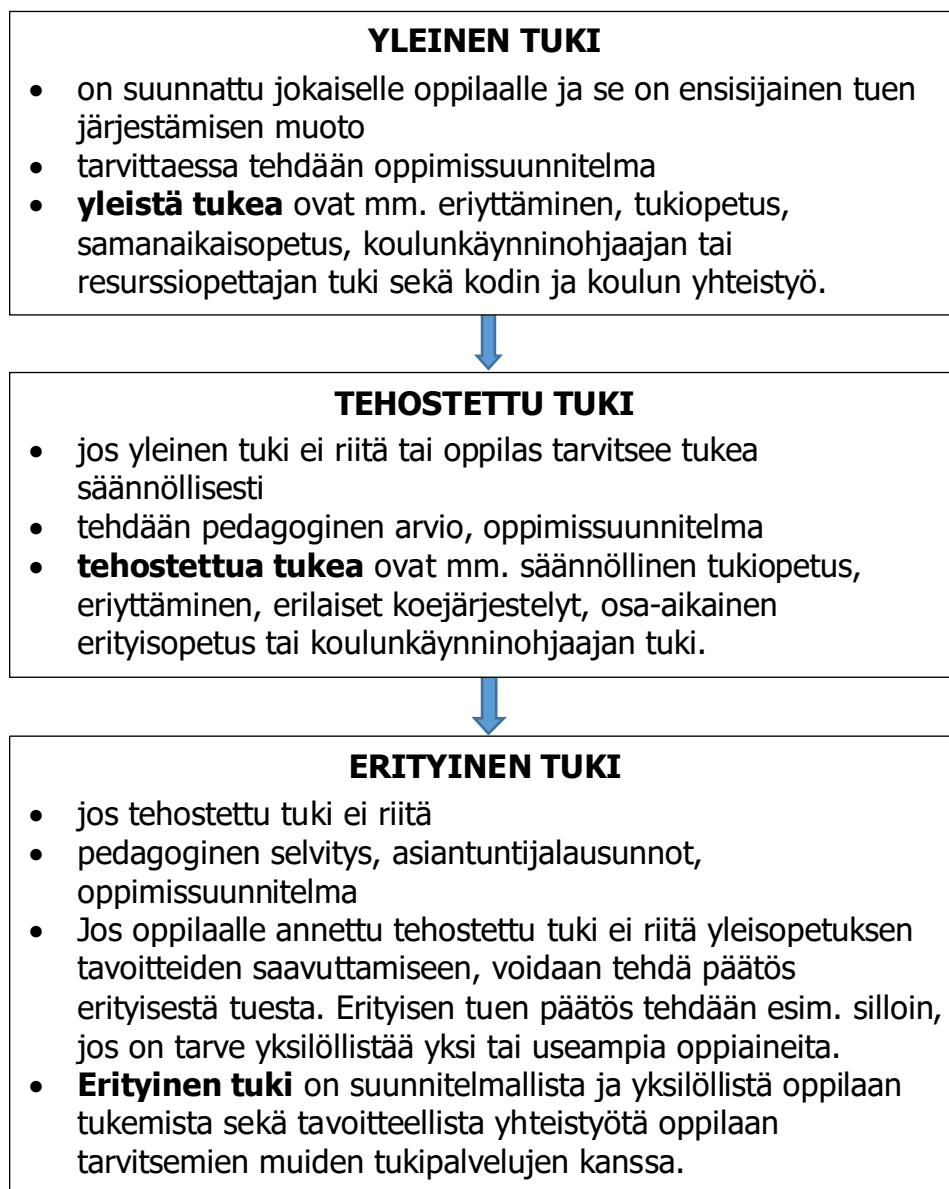 YLEINEN TUKI
• on suunnattu jokaiselle oppilaalle ja se on ensisijainen tuen
järjestämisen muoto
• tarvittaessa tehdään oppimissuunnitelma
• yleistä tukea ovat mm. eriyttäminen, tukiopetus,
samanaikaisopetus, koulunkäynninohjaajan tai
resurssiopettajan tuki sekä kodin ja koulun yhteistyö.
TEHOSTETTU TUKI
• jos yleinen tuki ei riitä tai oppilas tarvitsee tukea
säännöllisesti
• tehdään pedagoginen arvio, oppimissuunnitelma
• tehostettua tukea ovat mm. säännöllinen tukiopetus,
eriyttäminen, erilaiset koejärjestelyt, osa-aikainen
erityisopetus tai koulunkäynninohjaajan tuki.
ERITYINEN TUKI
• jos tehostettu tuki ei riitä
• pedagoginen selvitys, asiantuntijalausunnot,
oppimissuunnitelma
• Jos oppilaalle annettu tehostettu tuki ei riitä yleisopetuksen
tavoitteiden saavuttamiseen, voidaan tehdä päätös
erityisestä tuesta. Erityisen tuen päätös tehdään esim. silloin,
jos on tarve yksilöllistää yksi tai useampia oppiaineita.
• Erityinen tuki on suunnitelmallista ja yksilöllistä oppilaan
tukemista sekä tavoitteellista yhteistyötä oppilaan
tarvitsemien muiden tukipalvelujen kanssa.